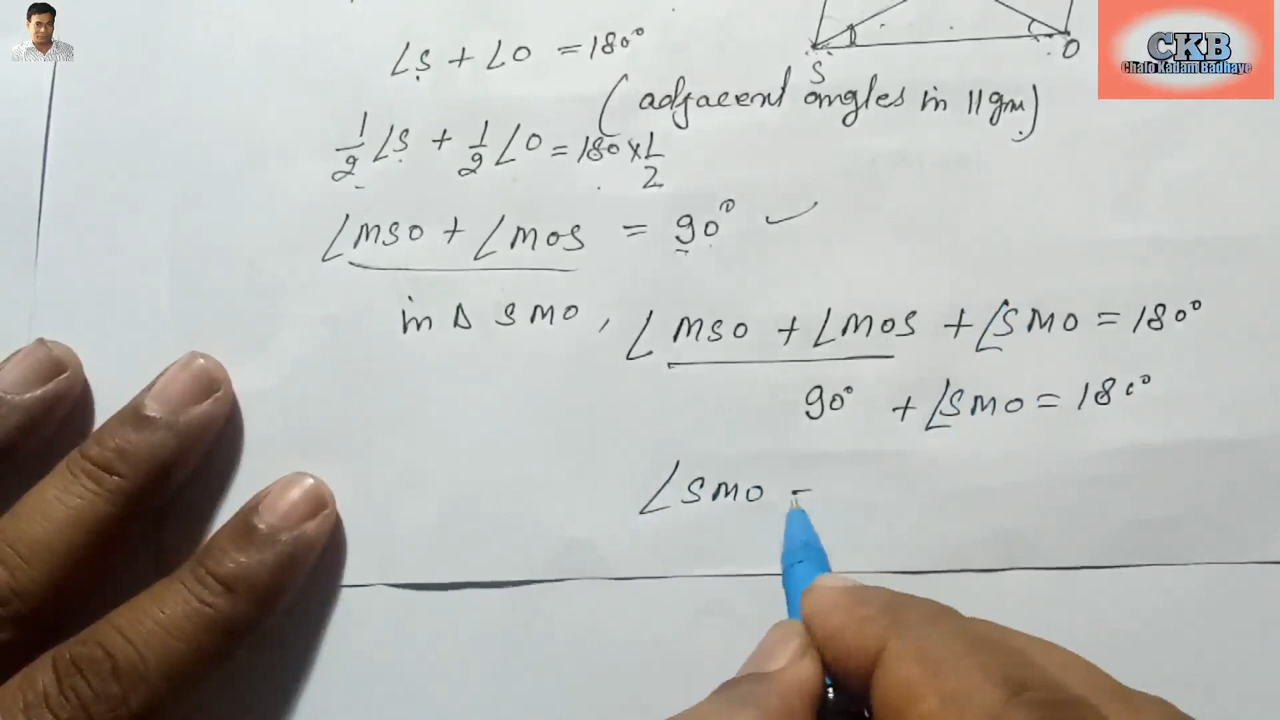 ∠S + ∠O = 180°
S
O
CKB
Chalo Kadam Badhaye
(adjacent angles in ||gm)
1/2 ∠S + 1/2 ∠O = 180 × 1/2
∠MSO + ∠MOS = 90° ✓
in Δ SMO, ∠MSO + ∠MOS + ∠SMO = 180°
90° + ∠SMO = 180°
∠SMO =